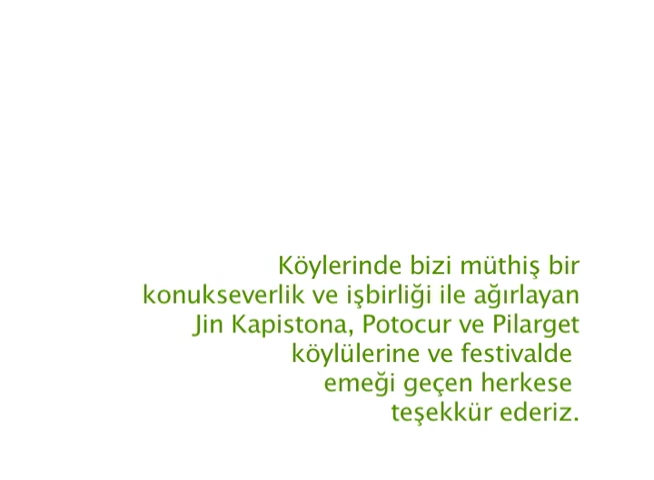 Köylerinde bizi müthiş bir
konukseverlik ve işbirliği ile ağırlayan
Jin Kapistona, Potocur ve Pilarget
köylülerine ve festivalde
emeği geçen herkese
teşekkür ederiz.